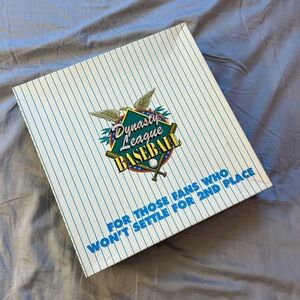 Dynasty
League
BASEBALL
FOR THOSE FANS WHO
WON'T SETTLE FOR 2ND PLACE